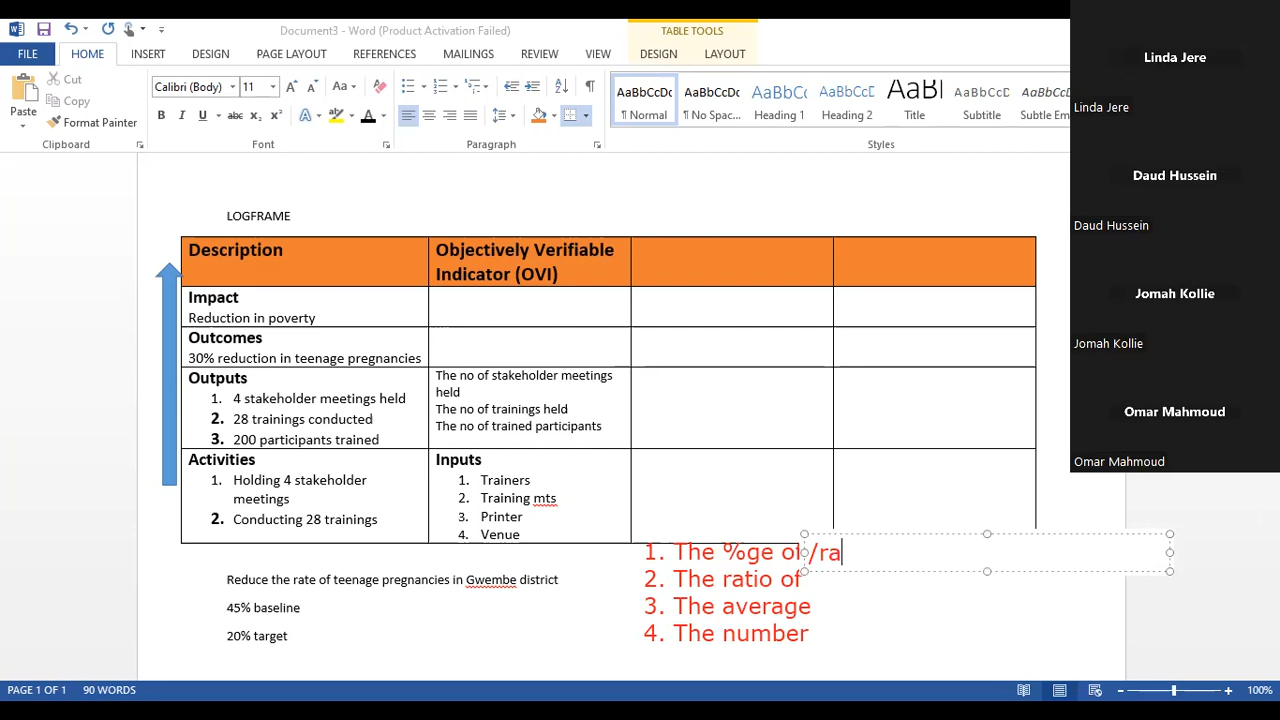 Document3 - Word (Product Activation Failed)
TABLE TOOLS
FILE HOME INSERT DESIGN PAGE LAYOUT REFERENCES MAILINGS REVIEW VIEW DESIGN LAYOUT
Cut
Copy
Format Painter
Paste
Clipboard
Calibri (Body) 11
Font
Paragraph
AaBbCcDc AaBbCcDc AaBbCc AaBbCcD AaBb AaBbCcD AaBbCcD
¶ Normal ¶ No Spac... Heading 1 Heading 2 Title Subtitle Subtle Em
Styles
LOGFRAME
Description
Objectively Verifiable
Indicator (OVI)
Impact
Reduction in poverty
Outcomes
30% reduction in teenage pregnancies
Outputs
1. 4 stakeholder meetings held
2. 28 trainings conducted
3. 200 participants trained
The no of stakeholder meetings
held
The no of trainings held
The no of trained participants
Activities
1. Holding 4 stakeholder
meetings
2. Conducting 28 trainings
Inputs
1. Trainers
2. Training mts
3. Printer
4. Venue
1. The %ge of /ra
2. The ratio of
3. The average
4. The number
Reduce the rate of teenage pregnancies in Gwembe district
45% baseline
20% target
Linda Jere
Linda Jere
Daud Hussein
Daud Hussein
Jomah Kollie
Jomah Kollie
Omar Mahmoud
Omar Mahmoud
PAGE 1 OF 1 90 WORDS
100%